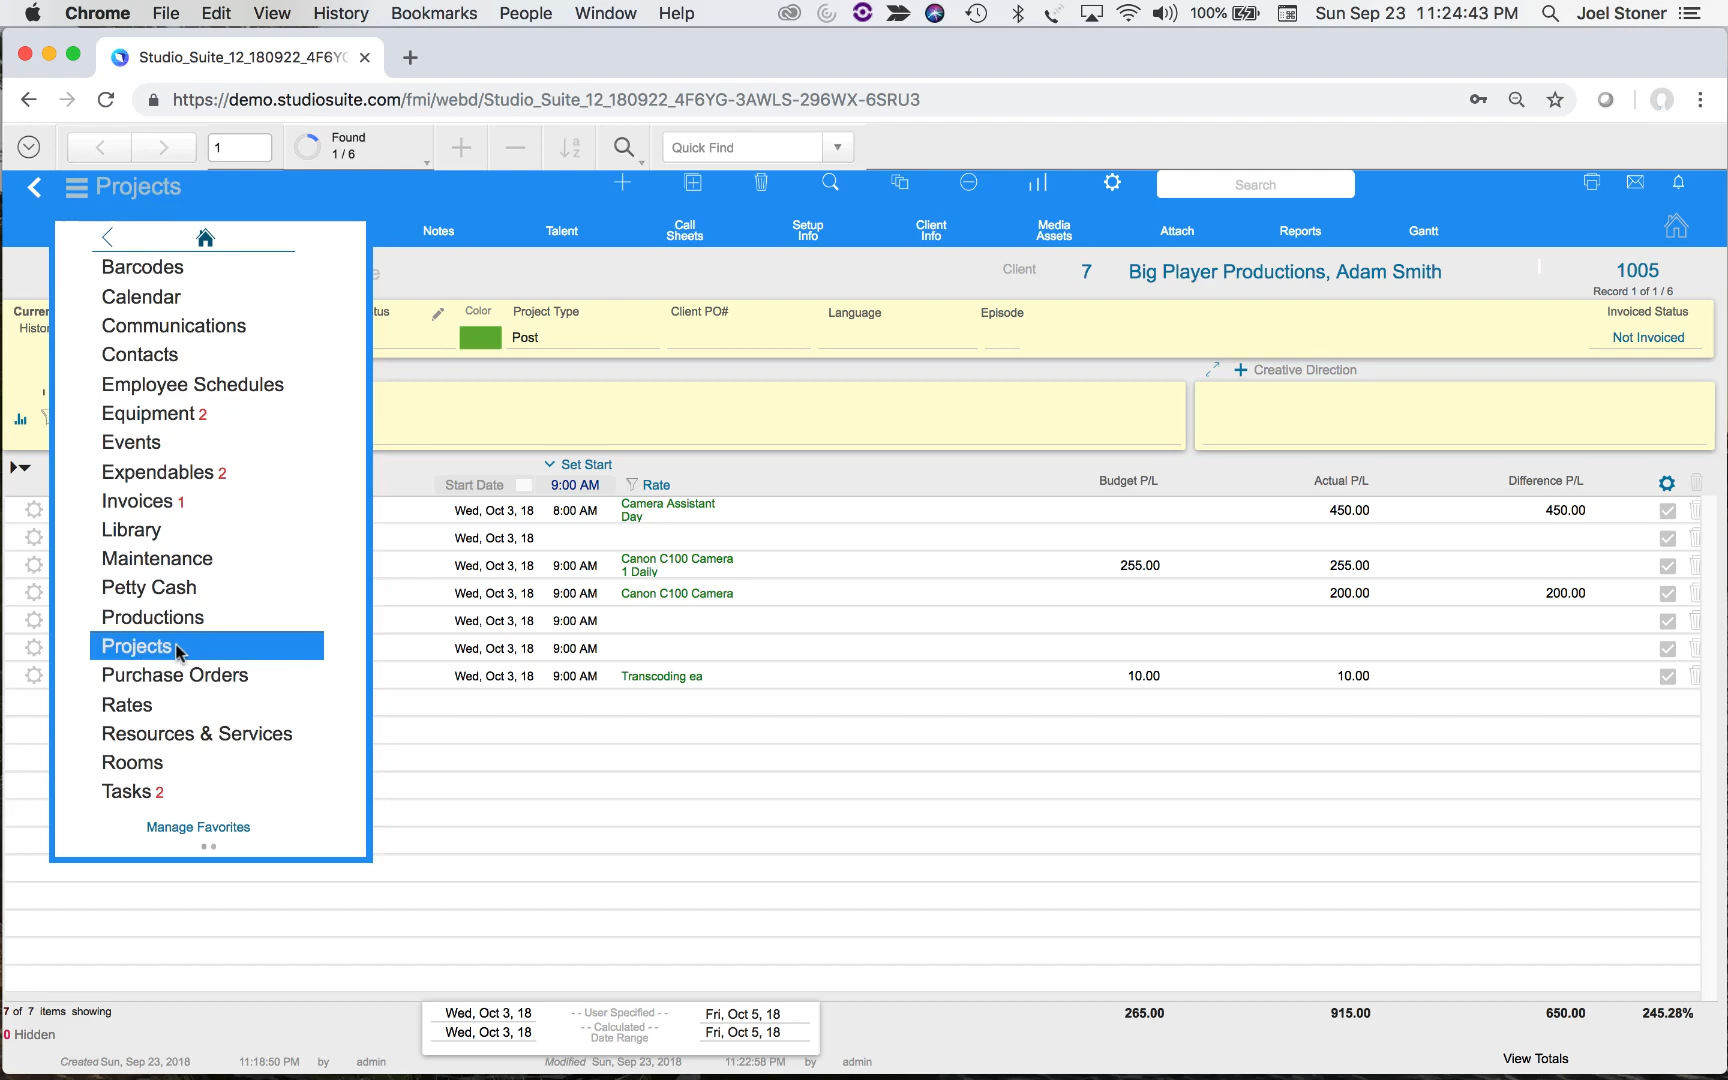 Chrome File Edit View History Bookmarks People Window Help 100% Sun Sep 23 11:24:43 PM Joel Stoner
Studio_Suite_12_180922_4F6YG
https://demo.studiosuite.com/fmi/webd/Studio_Suite_12_180922_4F6YG-3AWLS-296WX-6SRU3
1
Found
1 / 6
Quick Find
Projects
Search
Notes
Talent
Call
Sheets
Setup
Info
Client
Info
Media
Assets
Attach
Reports
Gantt
Barcodes
Calendar
Communications
Contacts
Employee Schedules
Equipment 2
Events
Expendables 2
Invoices 1
Library
Maintenance
Petty Cash
Productions
Projects
Purchase Orders
Rates
Resources & Services
Rooms
Tasks 2
Manage Favorites
e
Client 7 Big Player Productions, Adam Smith
1005
Record 1 of 1 / 6
Curren
Histor
tus
Color
Project Type
Post
Client PO#
Language
Episode
Invoiced Status
Not Invoiced
Creative Direction
Set Start
Start Date 9:00 AM Rate Budget P/L Actual P/L Difference P/L
Wed, Oct 3, 18 8:00 AM Camera Assistant
Day 450.00 450.00
Wed, Oct 3, 18
Wed, Oct 3, 18 9:00 AM Canon C100 Camera
1 Daily 255.00 255.00
Wed, Oct 3, 18 9:00 AM Canon C100 Camera 200.00 200.00
Wed, Oct 3, 18 9:00 AM
Wed, Oct 3, 18 9:00 AM
Wed, Oct 3, 18 9:00 AM Transcoding ea 10.00 10.00
7 of 7 items showing
0 Hidden
Wed, Oct 3, 18 - - User Specified - - Fri, Oct 5, 18
Wed, Oct 3, 18 - - Calculated - -
Date Range Fri, Oct 5, 18
265.00 915.00 650.00 245.28%
View Totals
Created Sun, Sep 23, 2018 11:18:50 PM by admin Modified Sun, Sep 23, 2018 11:22:58 PM by admin